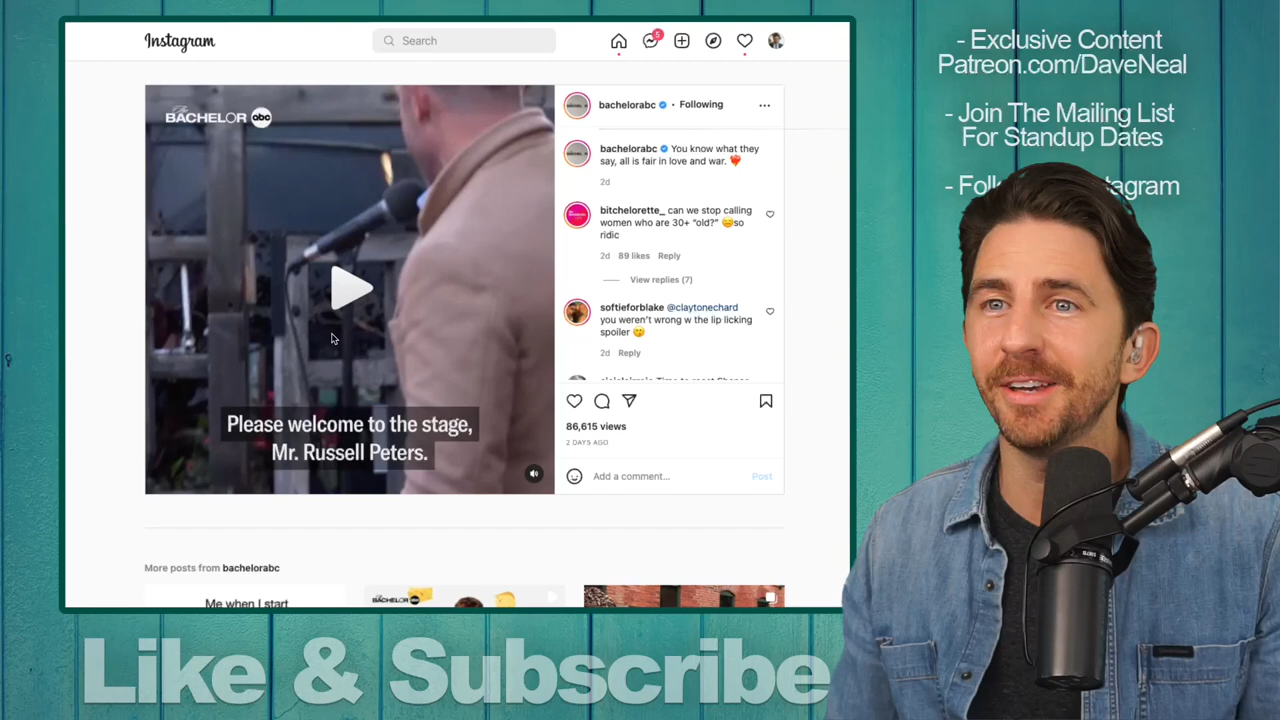 Instagram
Search
5
The
BACHELOR abc
Please welcome to the stage,
Mr. Russell Peters.
bachelorabc • Following
bachelorabc You know what they
say, all is fair in love and war.
2d
bitchelorette_ can we stop calling
women who are 30+ “old?” so
ridic
2d 89 likes Reply
View replies (7)
softieforblake @claytonechard
you weren’t wrong w the lip licking
spoiler
2d Reply
86,615 views
2 DAYS AGO
Add a comment... Post
More posts from bachelorabc
Me when I start
BACHELOR abc
- Exclusive Content
Patreon.com/DaveNeal
- Join The Mailing List
For Standup Dates
- Fol
tagram
Like & Subscribe